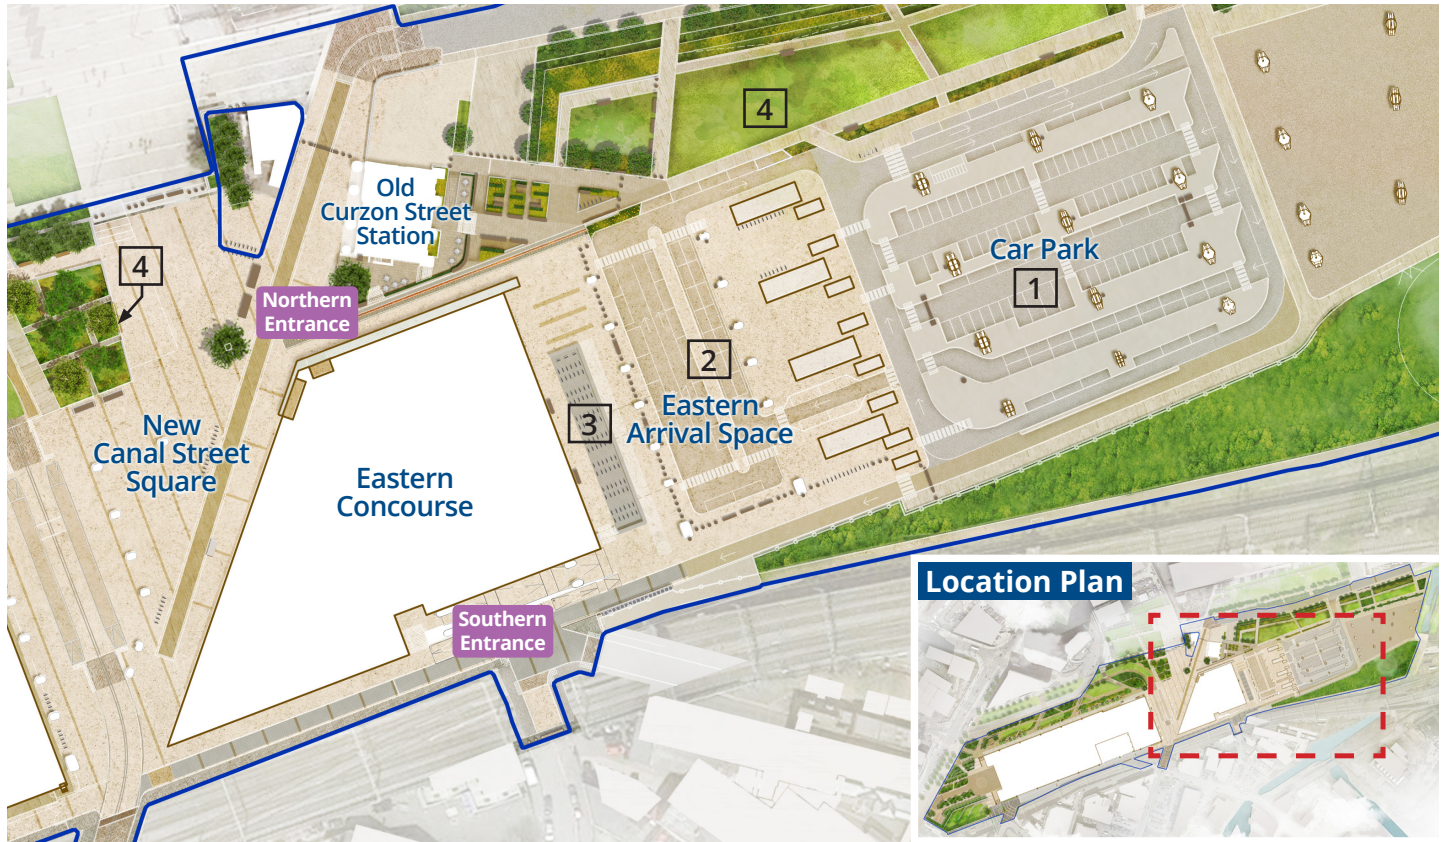 4
Old
Curzon Street
Station
Car Park
1
4
Northern
Entrance
2
Eastern
Arrival Space
3
New
Canal Street
Square
Eastern
Concourse
Southern
Entrance
Location Plan